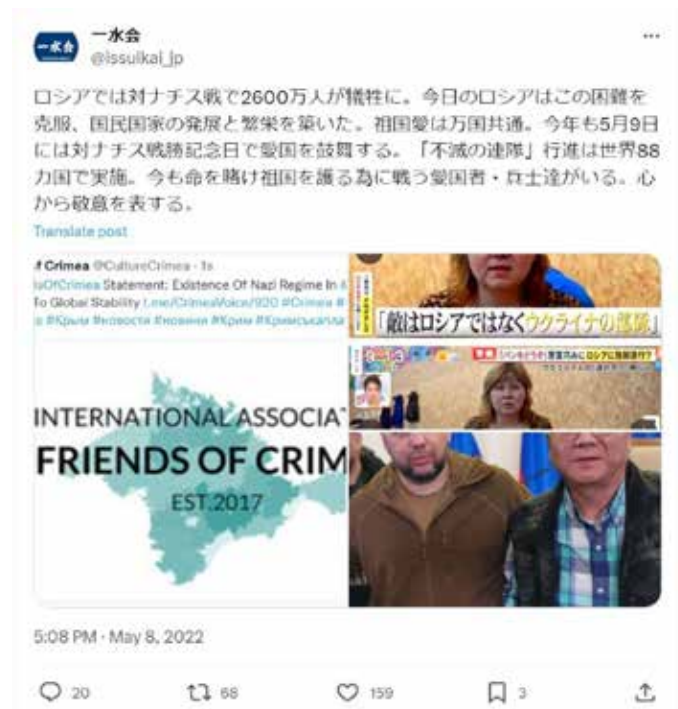 一水会
@issuikai_jp
ロシアでは対ナチス戦で2600万人が犠牲に。今日のロシアはこの困難を
克服、国民国家の発展と繁栄を築いた。祖国愛は万国共通。今年も5月9日
には対ナチス戦勝記念日で愛国を鼓舞する。「不滅の連隊」行進は世界88
カ国で実施。今も命を賭け祖国を護る為に戦う愛国者・兵士達がいる。心
から敬意を表する。
Translate post
f Crimea @CultureCrimea · 1s
sOfCrimea Statement: Existence Of Nazi Regime In
To Global Stability t.me/CrimeaVoice/920 #Crimea #
#Крым #новости #новини #Крим
「敵はロシアではなくウクライナの部隊」
INTERNATIONAL ASSOCIAT
FRIENDS OF CRIM
EST.2017
5:08 PM · May 8, 2022
20 68 159 3